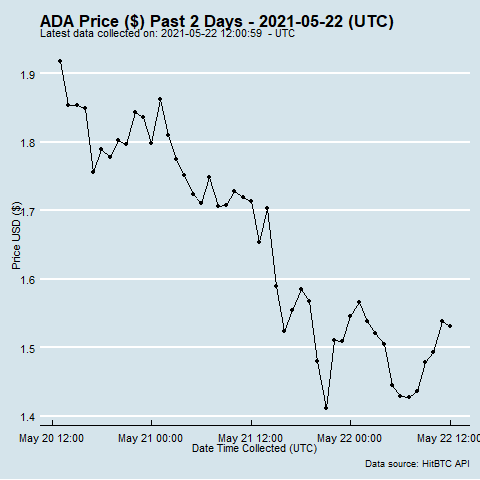 ADA Price ($) Past 2 Days - 2021-05-22 (UTC)
Latest data collected on: 2021-05-22 12:00:59 - UTC
1.9
1.8
1.7
1.6
1.5
1.4
Price USD ($)
May 20 12:00
May 21 00:00
May 21 12:00
May 22 00:00
May 22 12:00
Date Time Collected (UTC)
Data source: HitBTC API